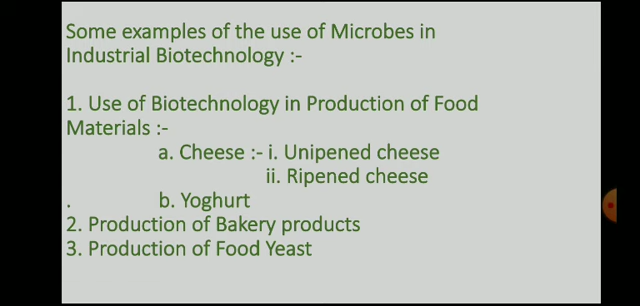 Some examples of the use of Microbes in
Industrial Biotechnology :-
1. Use of Biotechnology in Production of Food
Materials :-
a. Cheese :- i. Unipened cheese
ii. Ripened cheese
. b. Yoghurt
2. Production of Bakery products
3. Production of Food Yeast